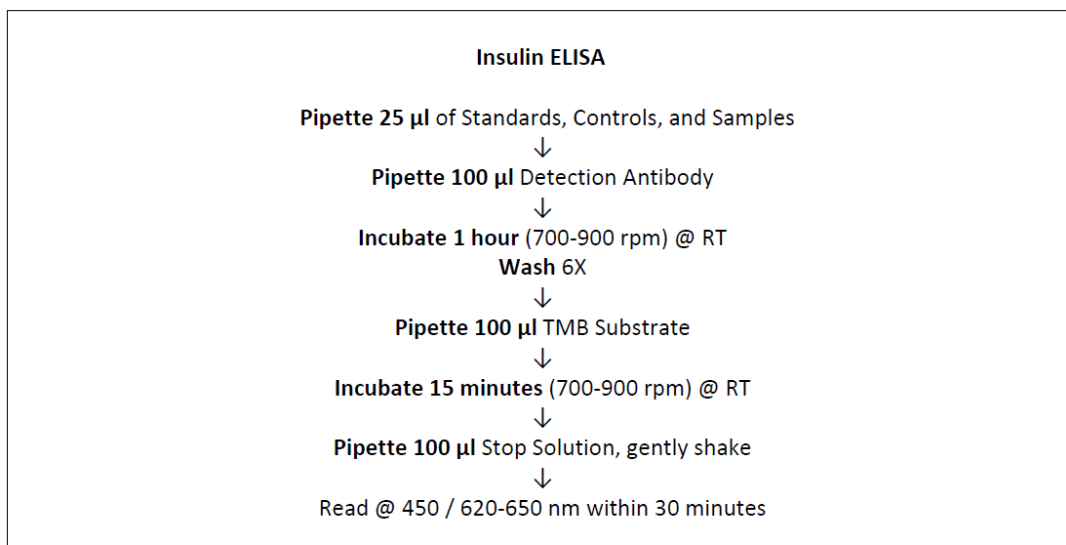 Insulin ELISA
Pipette 25 µl of Standards, Controls, and Samples
↓
Pipette 100 µl Detection Antibody
↓
Incubate 1 hour (700-900 rpm) @ RT
Wash 6X
↓
Pipette 100 µl TMB Substrate
↓
Incubate 15 minutes (700-900 rpm) @ RT
↓
Pipette 100 µl Stop Solution, gently shake
↓
Read @ 450 / 620-650 nm within 30 minutes